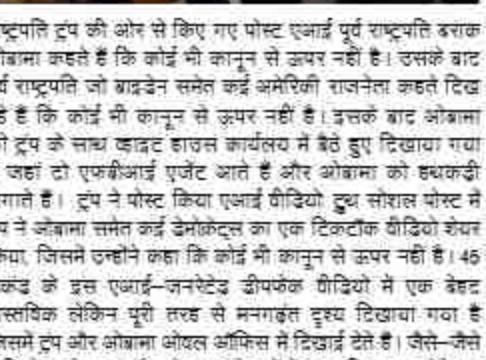 ष्ट्रपति ट्रंप की ओर से किए गए पोस्ट एआई पूर्व राष्ट्रपति बराक
ओबामा कहते हैं कि कोई भी कानून से ऊपर नहीं है। उसके बाद
र्व राष्ट्रपति जो बाइडेन समेत कई अमेरिकी राजनेता कहते दिख
हे हैं कि कोई भी कानून से ऊपर नहीं है। इसके बाद ओबामा
ो ट्रंप के साथ व्हाइट हाउस कार्यालय में बैठे हुए दिखाया गया
जहां दो एफबीआई एजेंट आते हैं और ओबामा को हथकड़ी
गाते हैं। ट्रंप ने पोस्ट किया एआई वीडियो ट्रुथ सोशल पोस्ट में
प ने ओबामा समेत कई डेमोक्रेट्स का एक टिकटॉक वीडियो शेयर
कया, जिसमें उन्होंने कहा कि कोई भी कानून से ऊपर नहीं है। 45
कंड के इस एआई–जनरेटेड डीपफेक वीडियो में एक बेहद
स्तविक लेकिन पूरी तरह से मनगढ़ंत दृश्य दिखाया गया है
जसमें ट्रंप और ओबामा ओवल ऑफिस में दिखाई देते हैं। जैसे–जैसे